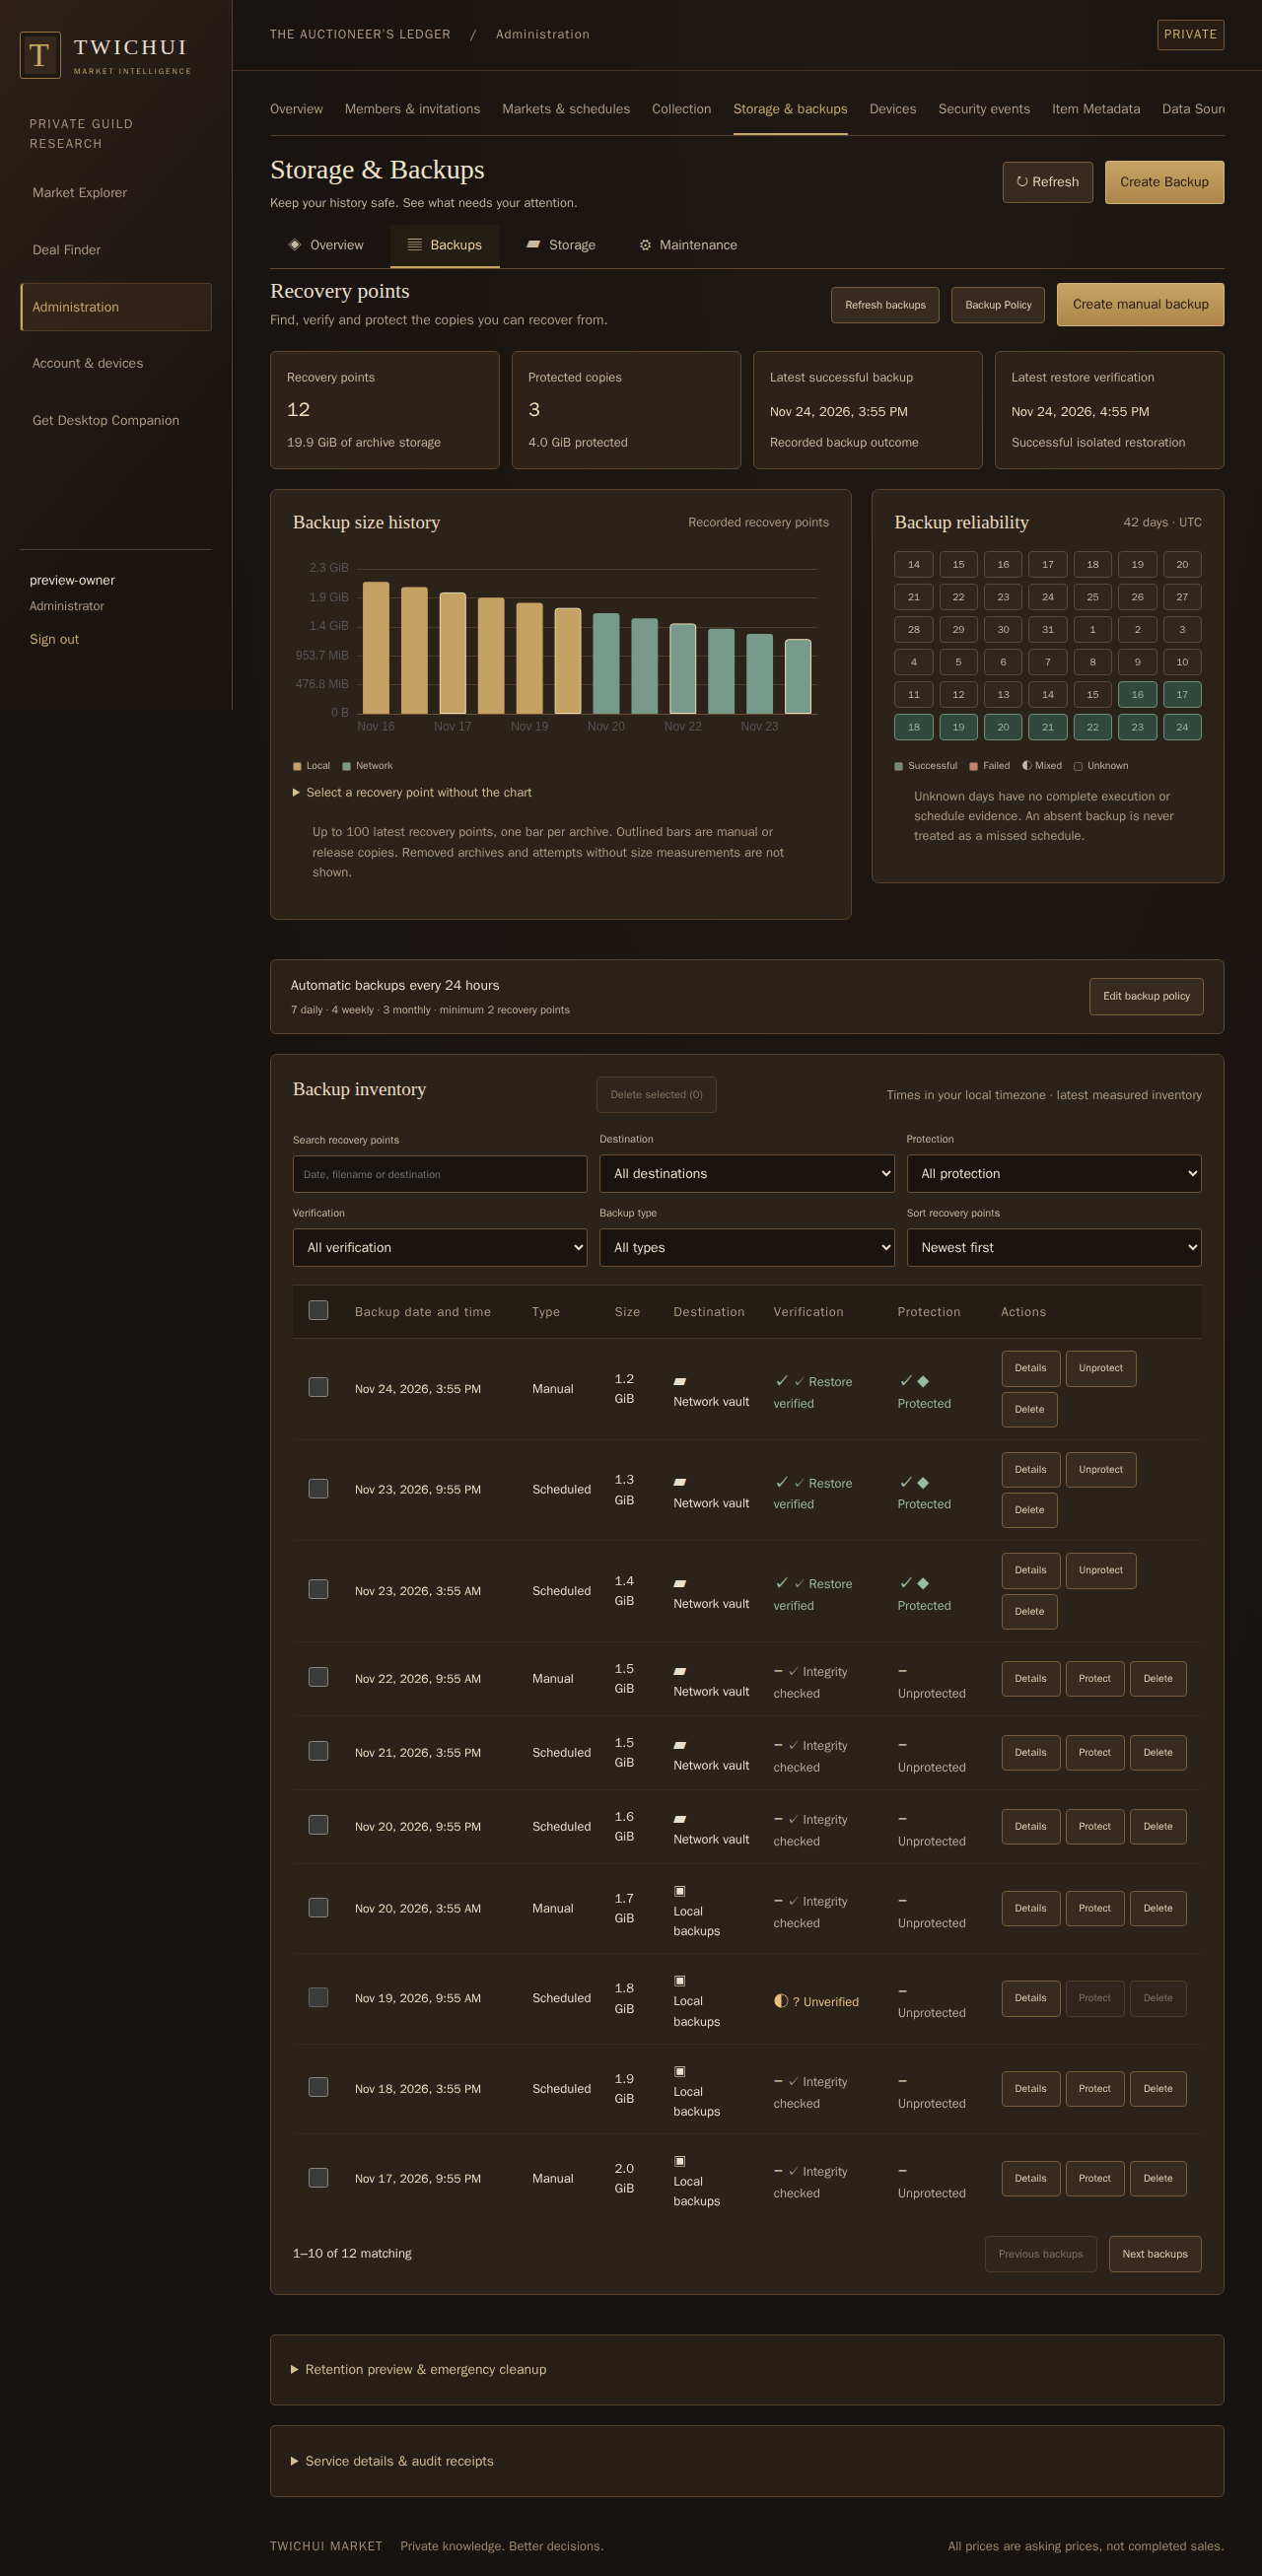 T
TWICHUI
MARKET INTELLIGENCE
PRIVATE GUILD
RESEARCH
Market Explorer
Deal Finder
Administration
Account & devices
Get Desktop Companion
preview-owner
Administrator
Sign out
THE AUCTIONEER'S LEDGER / Administration
PRIVATE
Overview Members & invitations Markets & schedules Collection Storage & backups Devices Security events Item Metadata Data Sour
Storage & Backups
Keep your history safe. See what needs your attention.
↻ Refresh Create Backup
◈ Overview ▤ Backups ▰ Storage ⚙ Maintenance
Recovery points
Find, verify and protect the copies you can recover from.
Refresh backups Backup Policy Create manual backup
Recovery points
12
19.9 GiB of archive storage
Protected copies
3
4.0 GiB protected
Latest successful backup
Nov 24, 2026, 3:55 PM
Recorded backup outcome
Latest restore verification
Nov 24, 2026, 4:55 PM
Successful isolated restoration
Backup size history Recorded recovery points
2.3 GiB
1.9 GiB
1.4 GiB
953.7 MiB
476.8 MiB
0 B
Nov 16 Nov 17 Nov 19 Nov 20 Nov 22 Nov 23
Local Network
▶ Select a recovery point without the chart
Up to 100 latest recovery points, one bar per archive. Outlined bars are manual or
release copies. Removed archives and attempts without size measurements are not
shown.
Backup reliability 42 days · UTC
14 15 16 17 18 19 20
21 22 23 24 25 26 27
28 29 30 31 1 2 3
4 5 6 7 8 9 10
11 12 13 14 15 16 17
18 19 20 21 22 23 24
Successful Failed ◐ Mixed Unknown
Unknown days have no complete execution or
schedule evidence. An absent backup is never
treated as a missed schedule.
Automatic backups every 24 hours
7 daily · 4 weekly · 3 monthly · minimum 2 recovery points
Edit backup policy
Backup inventory Delete selected (0) Times in your local timezone · latest measured inventory
Search recovery points Destination Protection
Date, filename or destination All destinations All protection
Verification Backup type Sort recovery points
All verification All types Newest first
Backup date and time Type Size Destination Verification Protection Actions
Nov 24, 2026, 3:55 PM Manual 1.2 GiB ▰ Network vault ✓ ✓ Restore verified ✓ ◆ Protected Details Unprotect Delete
Nov 23, 2026, 9:55 PM Scheduled 1.3 GiB ▰ Network vault ✓ ✓ Restore verified ✓ ◆ Protected Details Unprotect Delete
Nov 23, 2026, 3:55 AM Scheduled 1.4 GiB ▰ Network vault ✓ ✓ Restore verified ✓ ◆ Protected Details Unprotect Delete
Nov 22, 2026, 9:55 AM Manual 1.5 GiB ▰ Network vault – ✓ Integrity checked – Unprotected Details Protect Delete
Nov 21, 2026, 3:55 PM Scheduled 1.5 GiB ▰ Network vault – ✓ Integrity checked – Unprotected Details Protect Delete
Nov 20, 2026, 9:55 PM Scheduled 1.6 GiB ▰ Network vault – ✓ Integrity checked – Unprotected Details Protect Delete
Nov 20, 2026, 3:55 AM Manual 1.7 GiB ▣ Local backups – ✓ Integrity checked – Unprotected Details Protect Delete
Nov 19, 2026, 9:55 AM Scheduled 1.8 GiB ▣ Local backups ◐ ? Unverified – Unprotected Details Protect Delete
Nov 18, 2026, 3:55 PM Scheduled 1.9 GiB ▣ Local backups – ✓ Integrity checked – Unprotected Details Protect Delete
Nov 17, 2026, 9:55 PM Manual 2.0 GiB ▣ Local backups – ✓ Integrity checked – Unprotected Details Protect Delete
1–10 of 12 matching Previous backups Next backups
▶ Retention preview & emergency cleanup
▶ Service details & audit receipts
TWICHUI MARKET Private knowledge. Better decisions. All prices are asking prices, not completed sales.